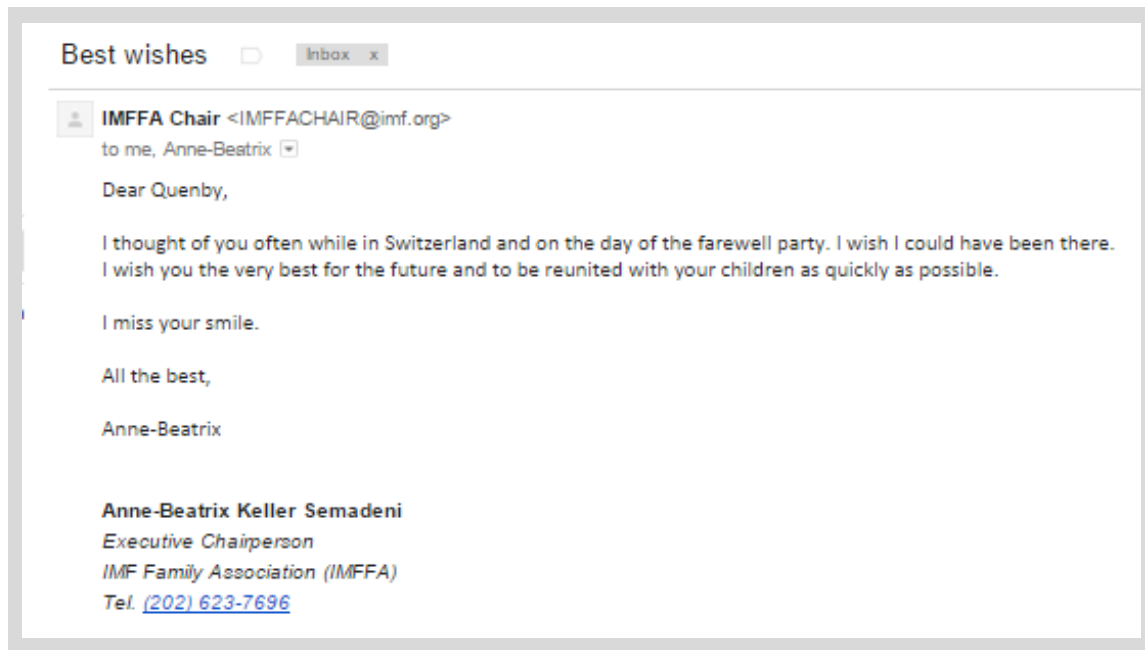 Best wishes Inbox x
IMFFA Chair <IMFFACHAIR@imf.org>
to me, Anne-Beatrix
Dear Quenby,
I thought of you often while in Switzerland and on the day of the farewell party. I wish I could have been there.
I wish you the very best for the future and to be reunited with your children as quickly as possible.
I miss your smile.
All the best,
Anne-Beatrix
Anne-Beatrix Keller Semadeni
Executive Chairperson
IMF Family Association (IMFFA)
Tel. (202) 623-7696